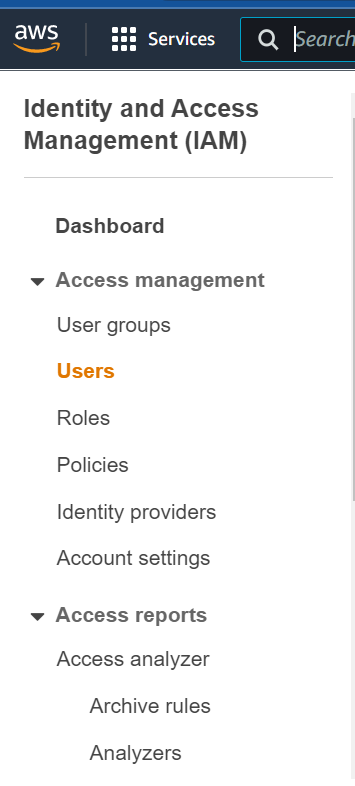 aws Services Search
Identity and Access
Management (IAM)
Dashboard
Access management
User groups
Users
Roles
Policies
Identity providers
Account settings
Access reports
Access analyzer
Archive rules
Analyzers